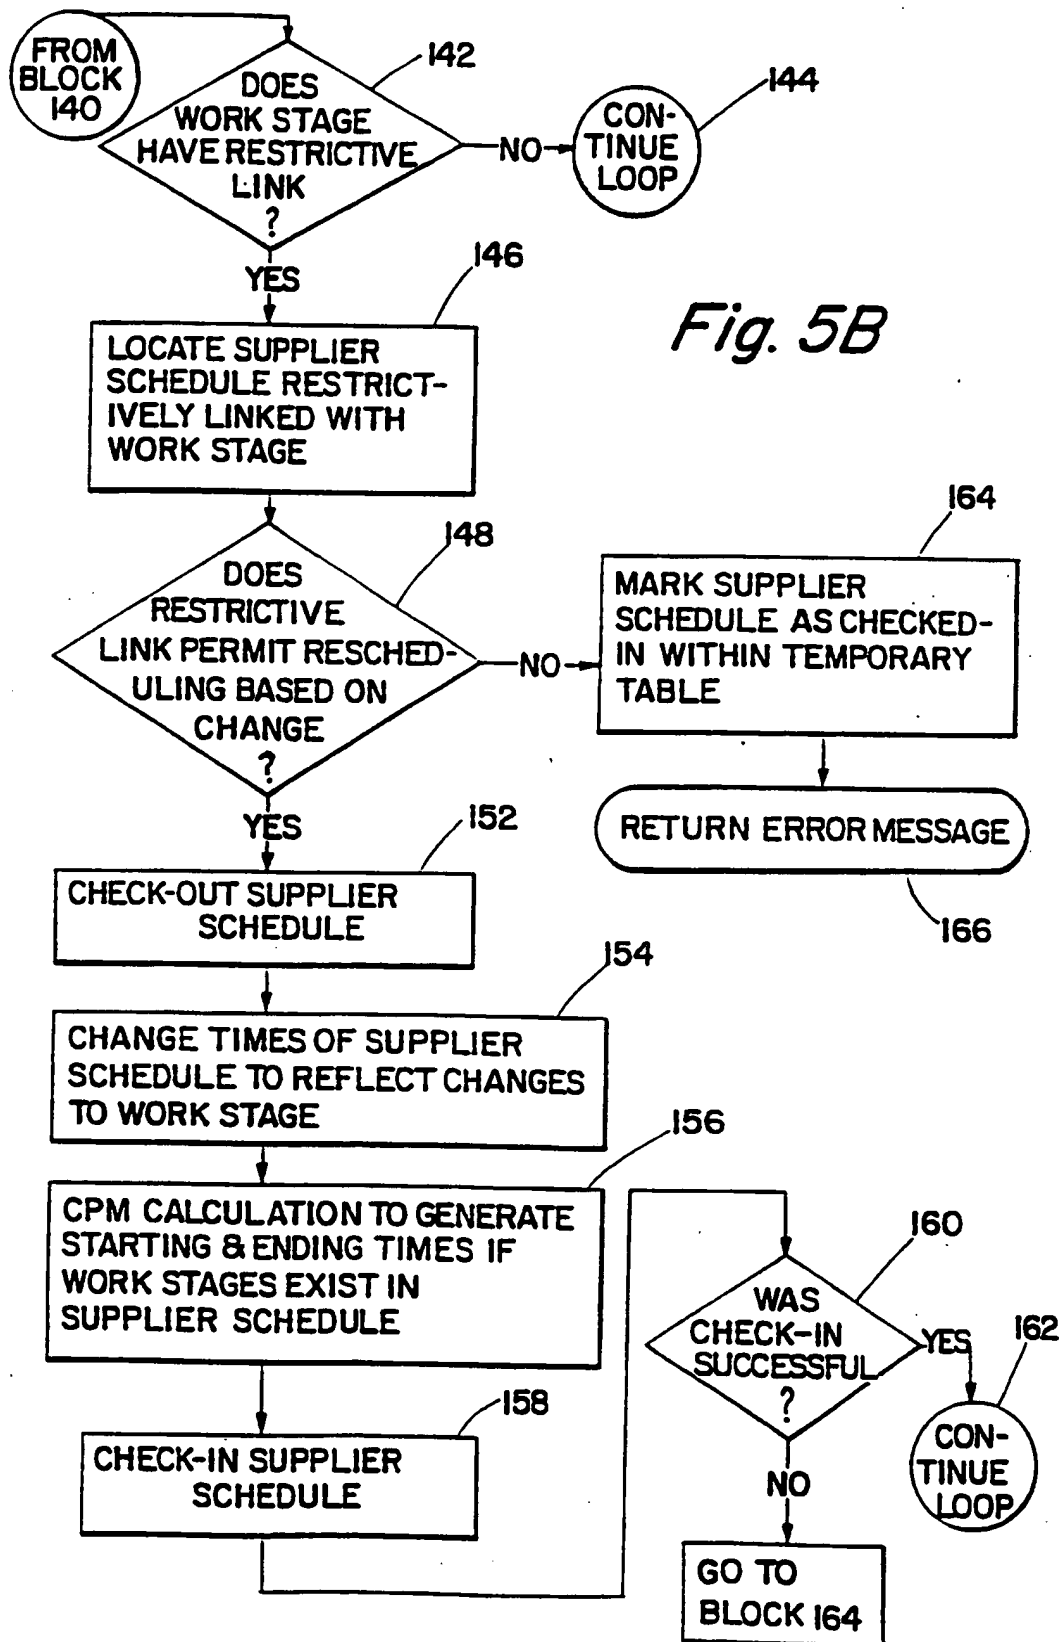 FROM
BLOCK
140
142
DOES
WORK STAGE
HAVE RESTRICTIVE
LINK
?
NO
CON-
TINUE
LOOP
144
YES
146
Fig. 5B
LOCATE SUPPLIER
SCHEDULE RESTRICT-
IVELY LINKED WITH
WORK STAGE
148
DOES
RESTRICTIVE
LINK PERMIT RESCHED-
ULING BASED ON
CHANGE
?
NO
164
MARK SUPPLIER
SCHEDULE AS CHECKED-
IN WITHIN TEMPORARY
TABLE
RETURN ERROR MESSAGE
166
YES
152
CHECK-OUT SUPPLIER
SCHEDULE
154
CHANGE TIMES OF SUPPLIER
SCHEDULE TO REFLECT CHANGES
TO WORK STAGE
156
CPM CALCULATION TO GENERATE
STARTING & ENDING TIMES IF
WORK STAGES EXIST IN
SUPPLIER SCHEDULE
158
CHECK-IN SUPPLIER
SCHEDULE
160
WAS
CHECK-IN
SUCCESSFUL
?
YES
162
CON-
TINUE
LOOP
NO
GO TO
BLOCK 164